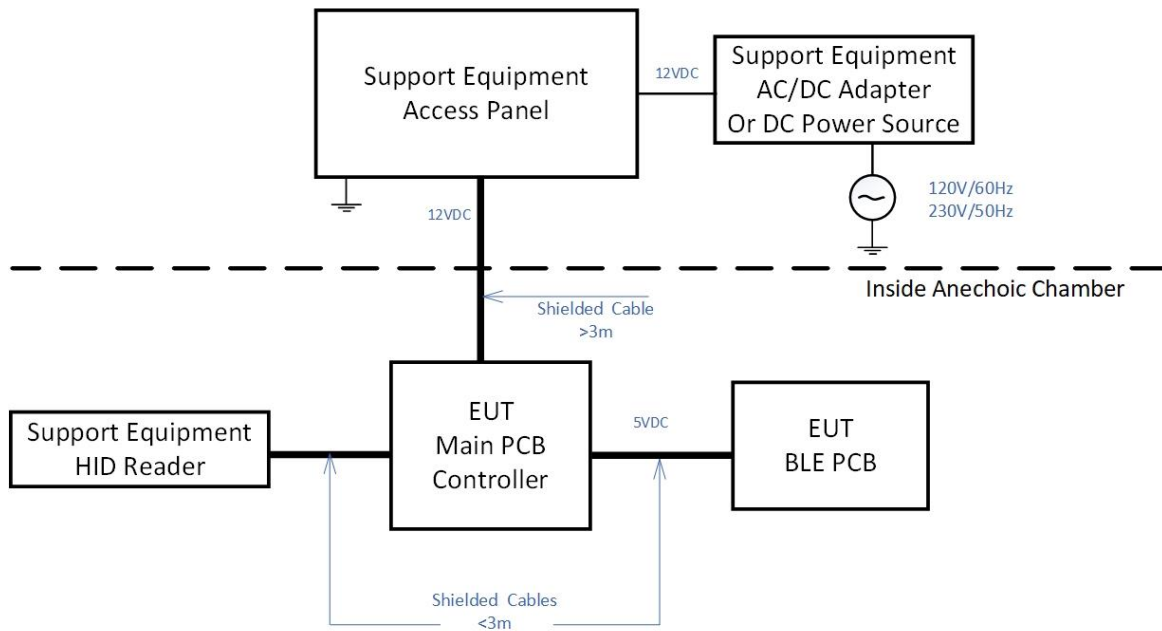 Support Equipment
Access Panel
12VDC
Support Equipment
AC/DC Adapter
Or DC Power Source
120V/60Hz
230V/50Hz
12VDC
Inside Anechoic Chamber
Shielded Cable
>3m
Support Equipment
HID Reader
EUT
Main PCB
Controller
5VDC
EUT
BLE PCB
Shielded Cables
<3m